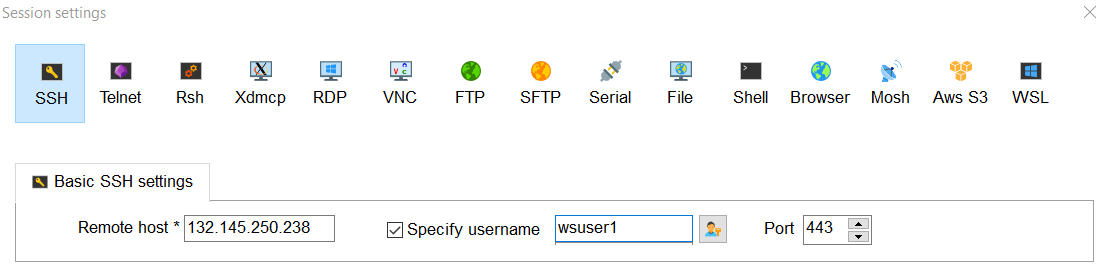 Session settings
SSH Telnet Rsh Xdmcp RDP VNC FTP SFTP Serial File Shell Browser Mosh Aws S3 WSL
Basic SSH settings
Remote host * 132.145.250.238 Specify username wsuser1 Port 443